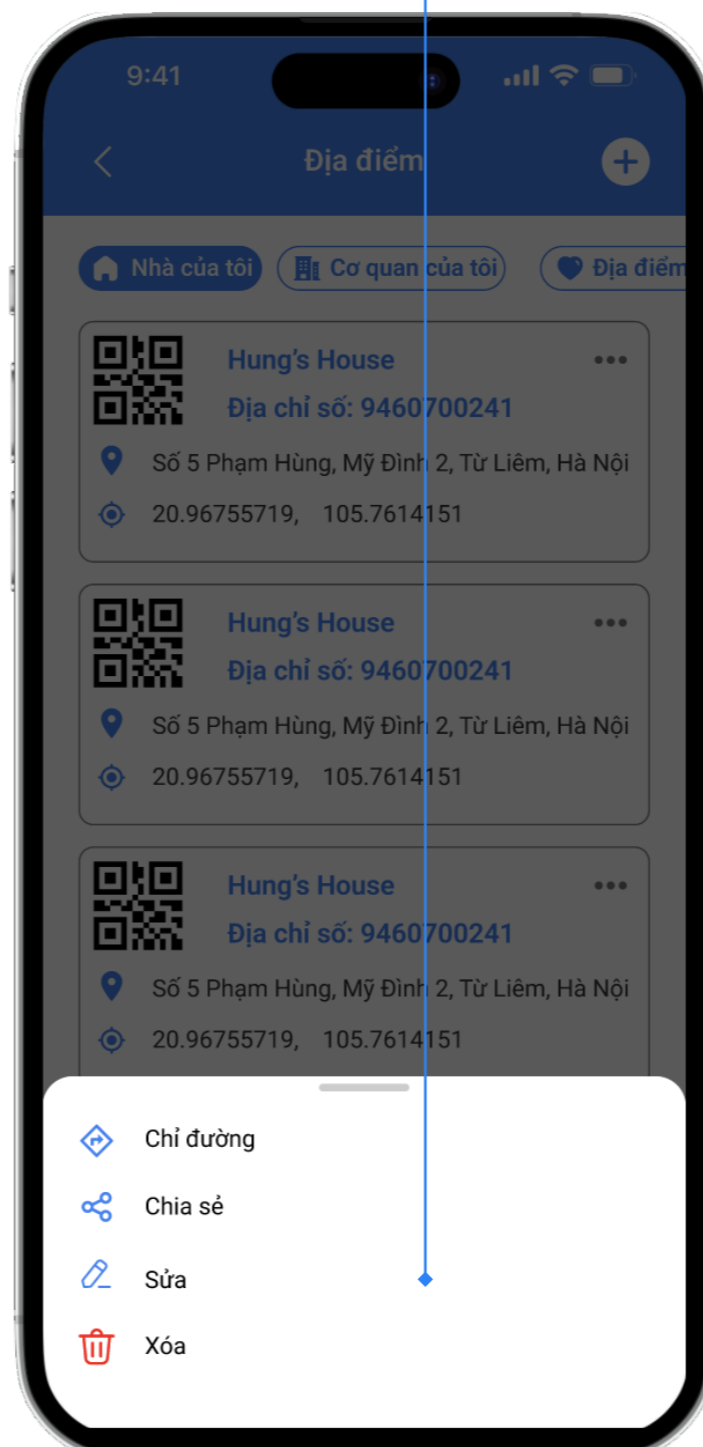 9:41
Địa điểm
Nhà của tôi
Cơ quan của tôi
Địa điểm
Hung's House
Địa chỉ số: 9460700241
Số 5 Phạm Hùng, Mỹ Đình 2, Từ Liêm, Hà Nội
20.96755719, 105.7614151
Hung's House
Địa chỉ số: 9460700241
Số 5 Phạm Hùng, Mỹ Đình 2, Từ Liêm, Hà Nội
20.96755719, 105.7614151
Hung's House
Địa chỉ số: 9460700241
Số 5 Phạm Hùng, Mỹ Đình 2, Từ Liêm, Hà Nội
20.96755719, 105.7614151
Chỉ đường
Chia sẻ
Sửa
Xóa